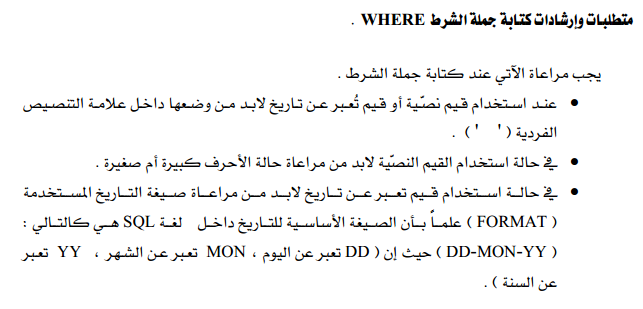 متطلبات وإرشادات كتابة جملة الشرط WHERE .
يجب مراعاة الآتي عند كتابة جملة الشرط .
• عند استخدام قيم نصّية أو قيم تُعبر عن تاريخ لابد من وضعها داخل علامة التنصيص
الفردية ( ' ' ) .
• في حالة استخدام القيم النصّية لابد من مراعاة حالة الأحرف كبيرة أم صغيرة .
• في حالة استخدام قيم تعبر عن تاريخ لابد من مراعاة صيغة التاريخ المستخدمة
( FORMAT ) علماً بأن الصيغة الأساسية للتاريخ داخل لغة SQL هي كالتالي :
( DD-MON-YY ) حيث إن ( DD تعبر عن اليوم ، MON تعبر عن الشهر ، YY تعبر
عن السنة ) .